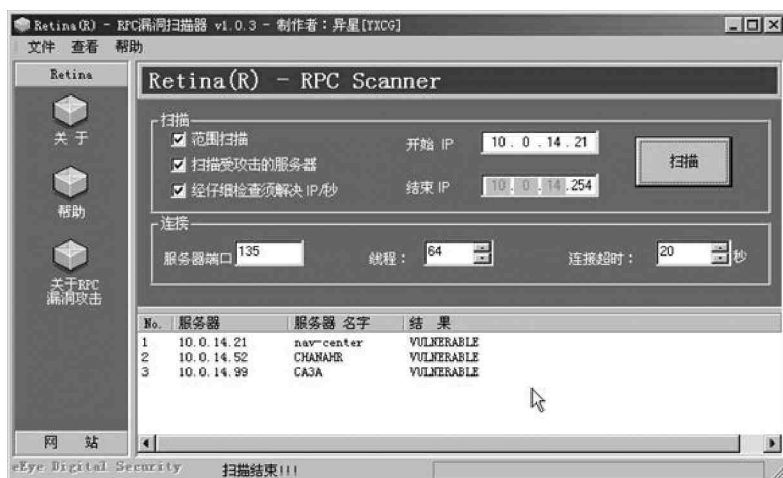 Retina(R) - RPC漏洞扫描器 v1.0.3 - 制作者：异星[YXCG]
文件 查看 帮助
Retina
关 于
帮助
关于RPC
漏洞攻击
网 站
Retina(R) - RPC Scanner
扫描
范围扫描
扫描受攻击的服务器
经仔细检查须解决 IP/秒
开始 IP 10 . 0 . 14 . 21
结束 IP 10 . 0 . 14 . 254
扫描
连接
服务器端口 135 线程： 64 连接超时： 20 秒
No. 服务器 服务器 名字 结 果
1 10.0.14.21 nav-center VULNERABLE
2 10.0.14.52 CHANAHR VULNERABLE
3 10.0.14.99 CA3A VULNERABLE
eEye Digital Security 扫描结束!!!